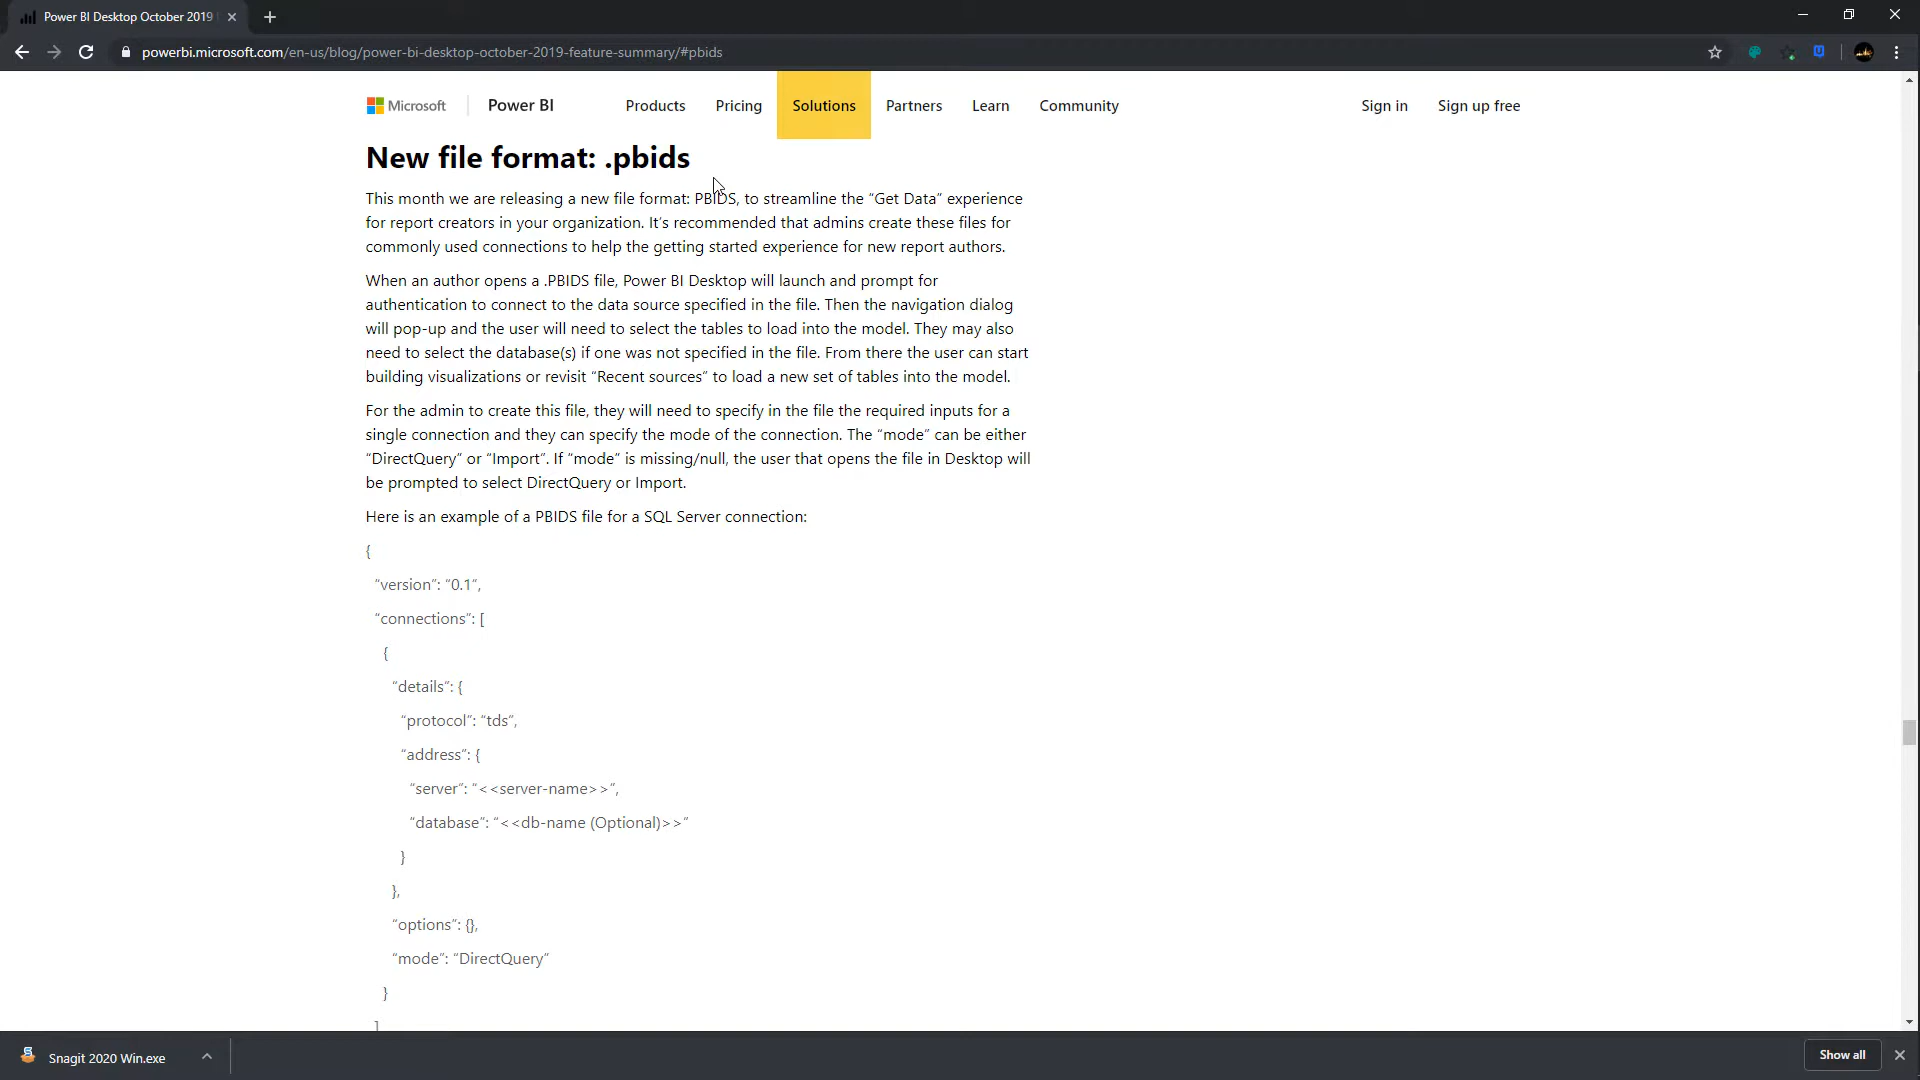 Power BI Desktop October 2019
powerbi.microsoft.com/en-us/blog/power-bi-desktop-october-2019-feature-summary/#pbids
Microsoft Power BI Products Pricing Solutions Partners Learn Community Sign in Sign up free
New file format: .pbids
This month we are releasing a new file format: PBIDS, to streamline the “Get Data” experience
for report creators in your organization. It’s recommended that admins create these files for
commonly used connections to help the getting started experience for new report authors.
When an author opens a .PBIDS file, Power BI Desktop will launch and prompt for
authentication to connect to the data source specified in the file. Then the navigation dialog
will pop-up and the user will need to select the tables to load into the model. They may also
need to select the database(s) if one was not specified in the file. From there the user can start
building visualizations or revisit “Recent sources” to load a new set of tables into the model.
For the admin to create this file, they will need to specify in the file the required inputs for a
single connection and they can specify the mode of the connection. The “mode” can be either
“DirectQuery” or “Import”. If “mode” is missing/null, the user that opens the file in Desktop will
be prompted to select DirectQuery or Import.
Here is an example of a PBIDS file for a SQL Server connection:
{
“version”: “0.1”,
“connections”: [
{
“details”: {
“protocol”: “tds”,
“address”: {
“server”: “<<server-name>>”,
“database”: “<<db-name (Optional)>>”
}
},
“options”: {},
“mode”: “DirectQuery”
}
]
Snagit 2020 Win.exe Show all